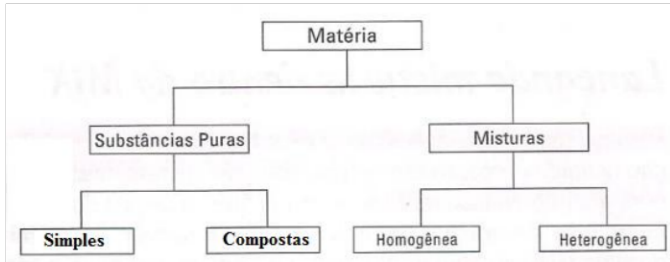 Matéria
Substâncias Puras
Misturas
Simples
Compostas
Homogênea
Heterogênea